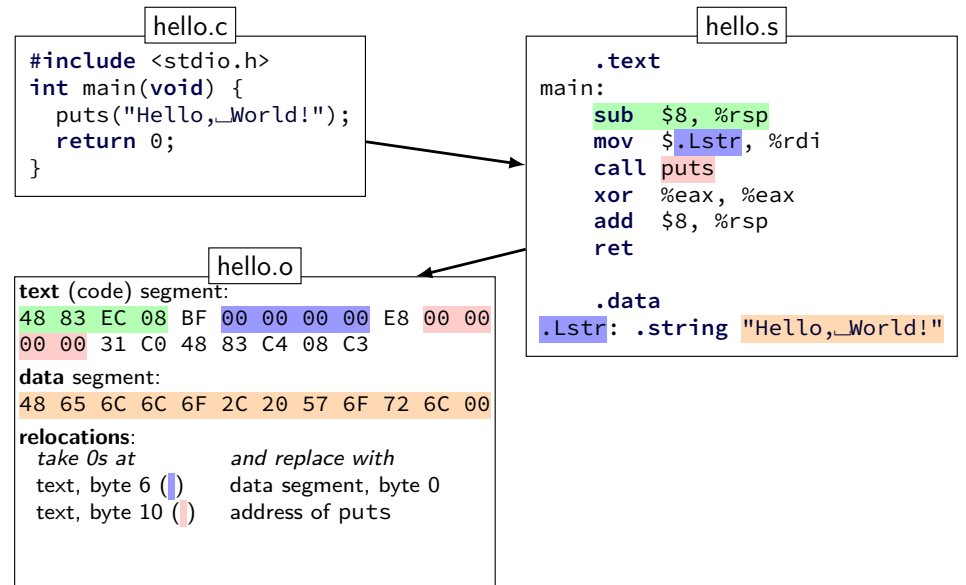 hello.c
#include <stdio.h>
int main(void) {
  puts("Hello,␣World!");
  return 0;
}
hello.s
    .text
main:
    sub  $8, %rsp
    mov  $.Lstr, %rdi
    call puts
    xor  %eax, %eax
    add  $8, %rsp
    ret
    .data
.Lstr: .string "Hello,␣World!"
hello.o
text (code) segment:
48 83 EC 08 BF 00 00 00 00 E8 00 00
00 00 31 C0 48 83 C4 08 C3
data segment:
48 65 6C 6C 6F 2C 20 57 6F 72 6C 00
relocations:
take 0s at and replace with
text, byte 6 ( ) data segment, byte 0
text, byte 10 ( ) address of puts